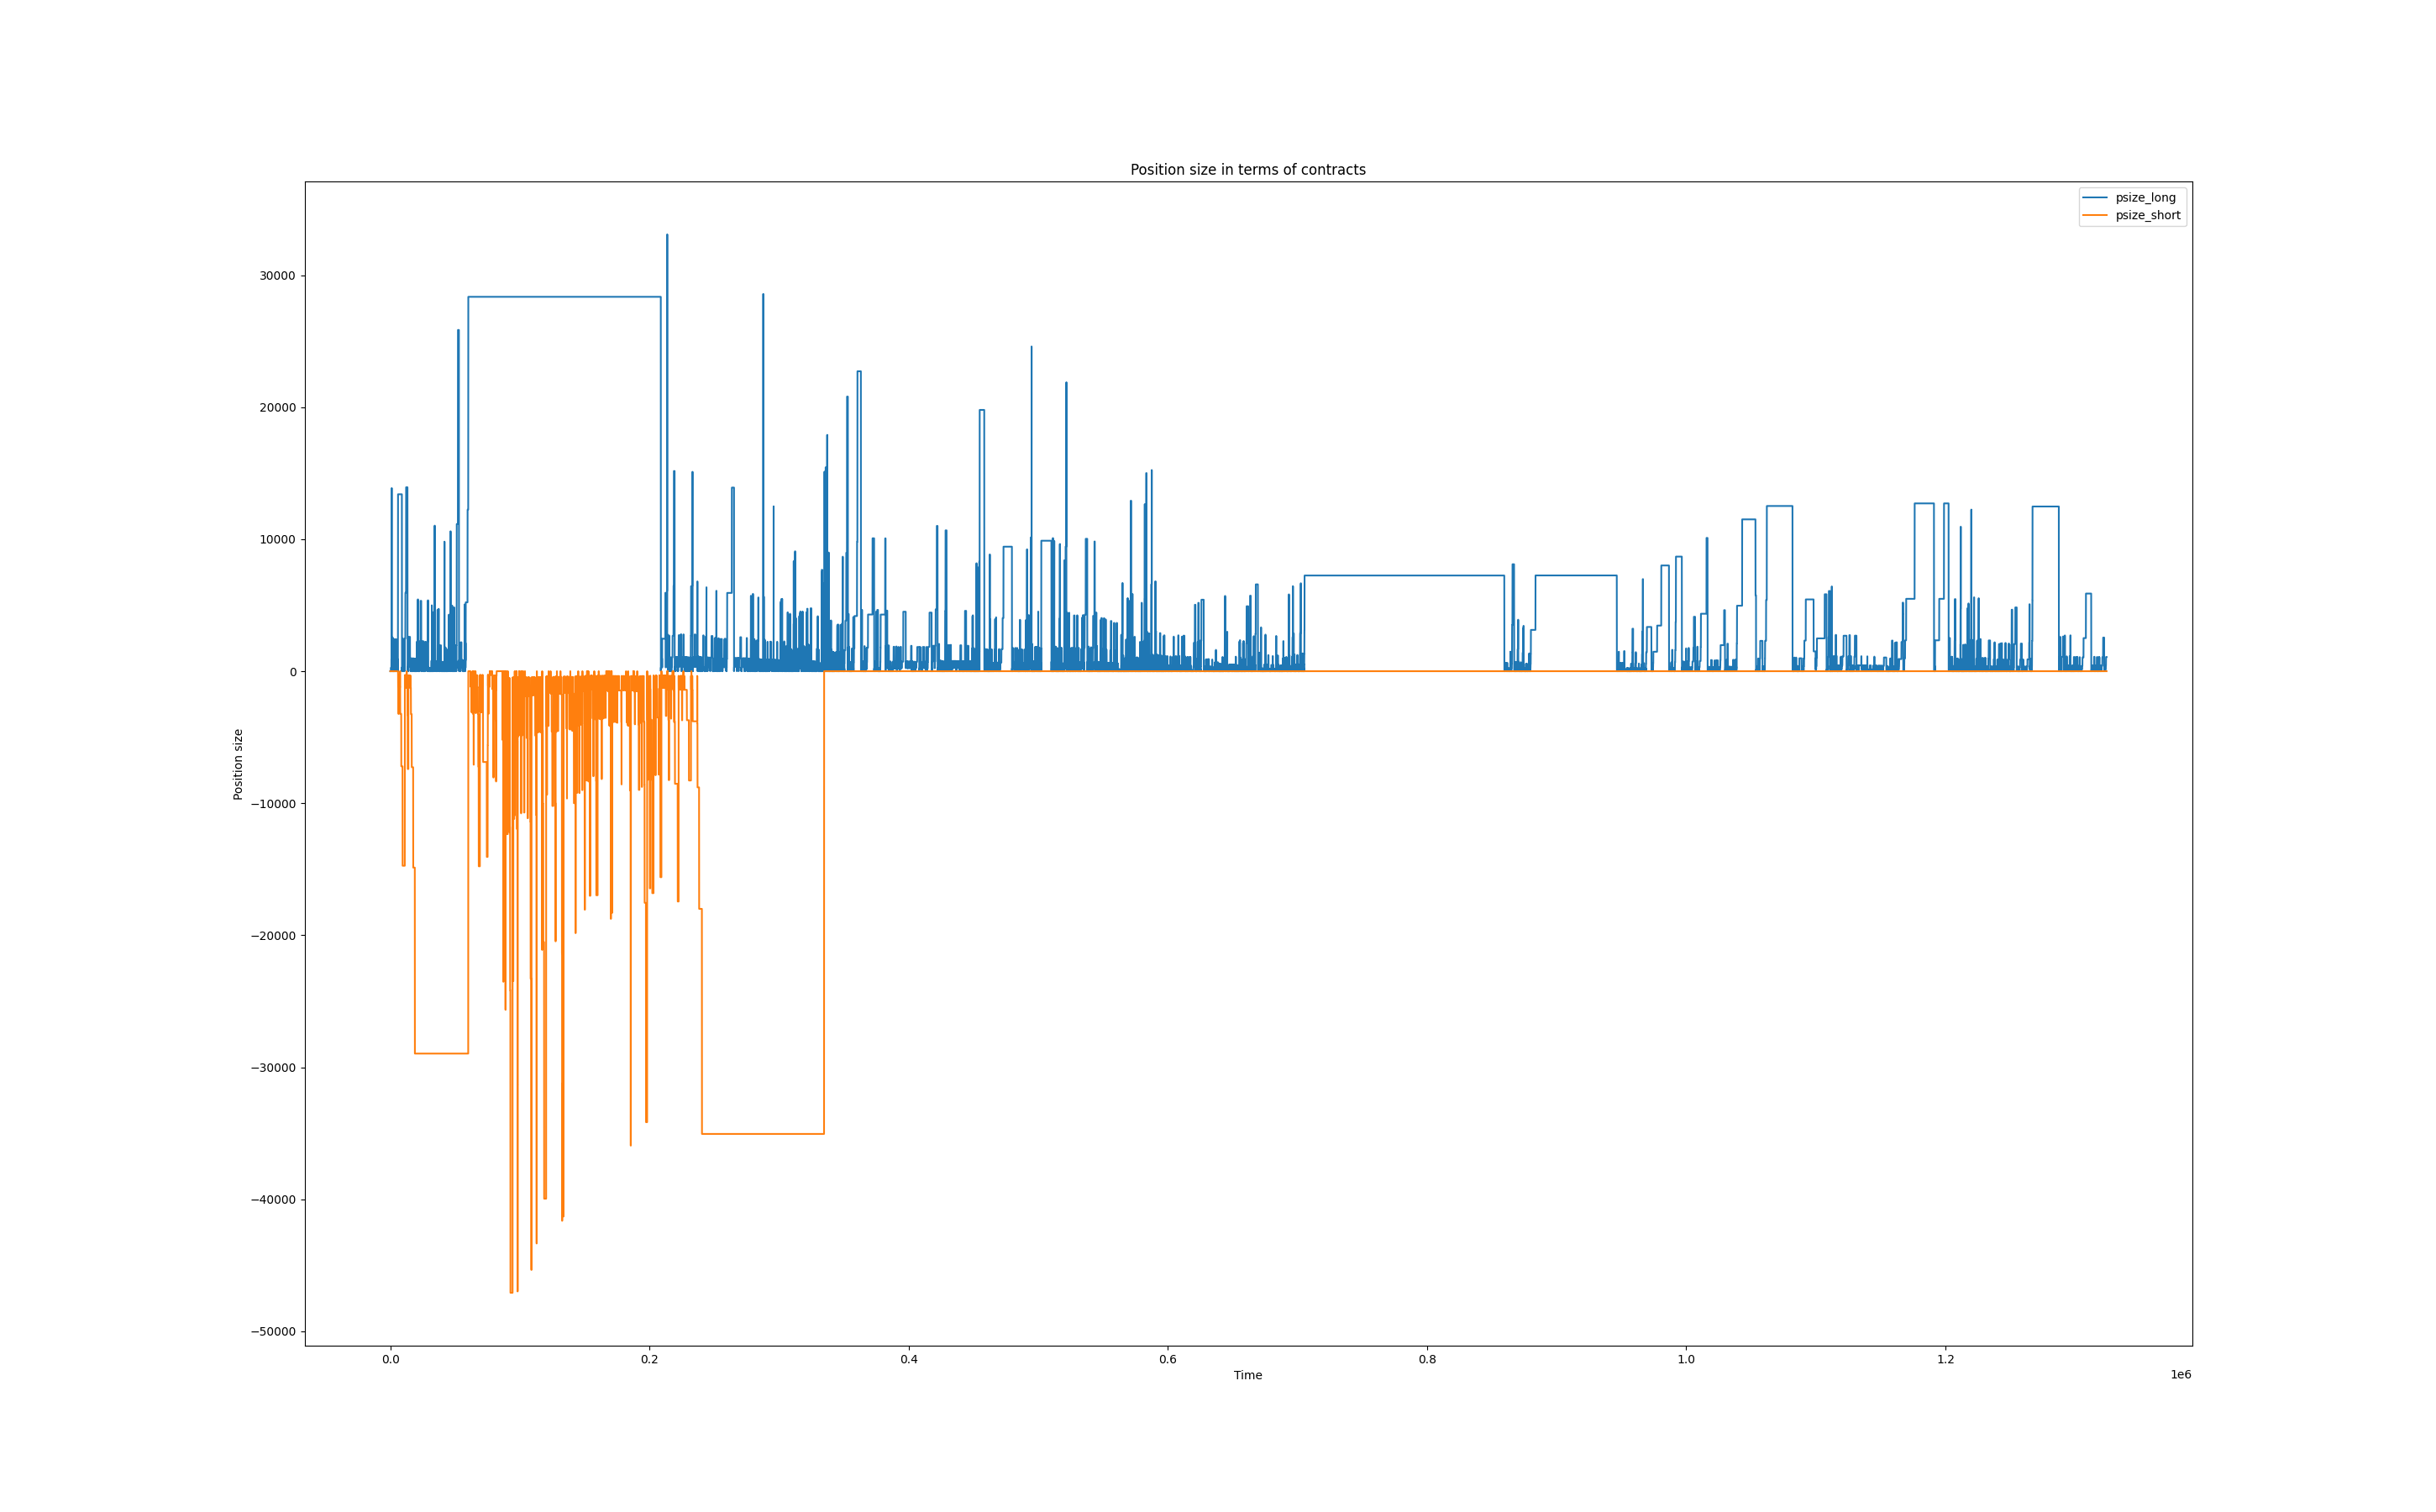 Position size in terms of contracts
psize_long
psize_short
30000
20000
10000
0
−10000
−20000
−30000
−40000
−50000
Position size
0.0 0.2 0.4 0.6 0.8 1.0 1.2
Time
1e6